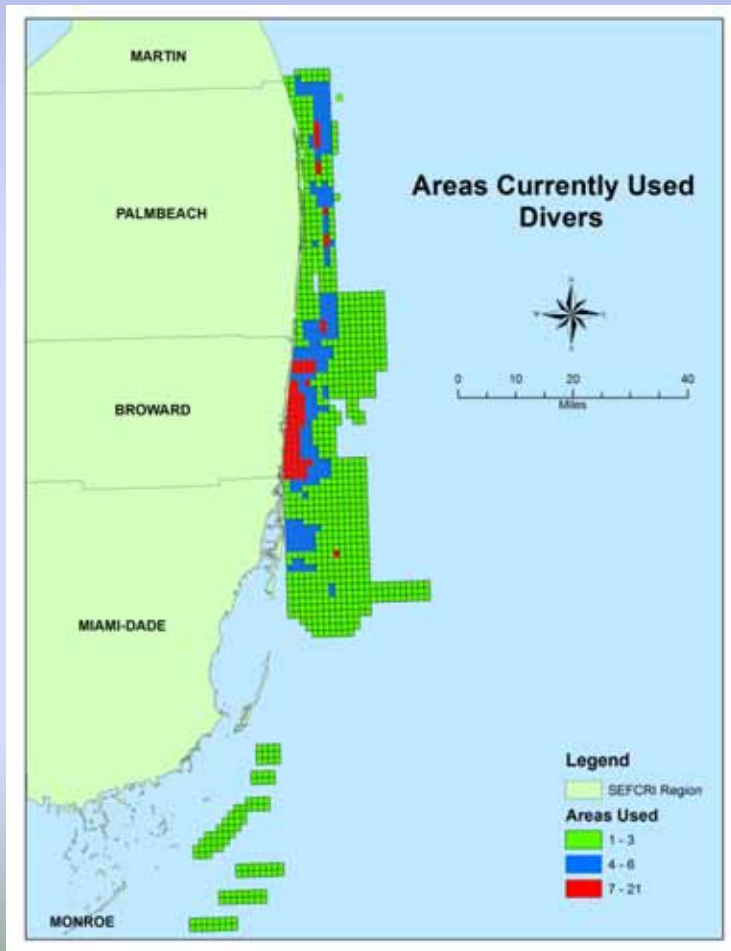 MARTIN
PALMBEACH
BROWARD
MIAMI-DADE
MONROE
Areas Currently Used
Divers
0 10 20 40
Miles
Legend
SEFCRI Region
Areas Used
1 - 3
4 - 6
7 - 21